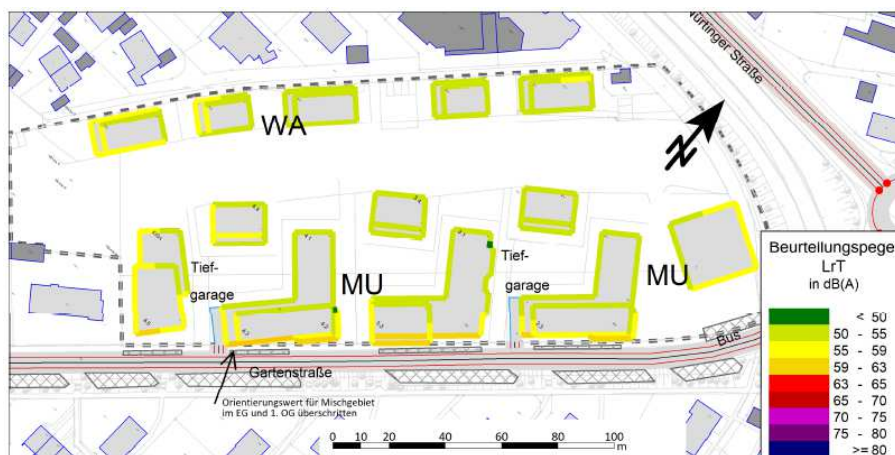 Nürtinger Straße
WA
Tief-
garage
MU
Tief-
garage
MU
Bus
Gartenstraße
Orientierungswert für Mischgebiet
im EG und 1. OG überschritten
0 10 20 40 60 80 100
m
Beurteilungspege
LrT
in dB(A)
< 50
50 - 55
55 - 59
59 - 63
63 - 65
65 - 70
70 - 75
75 - 80
>= 80